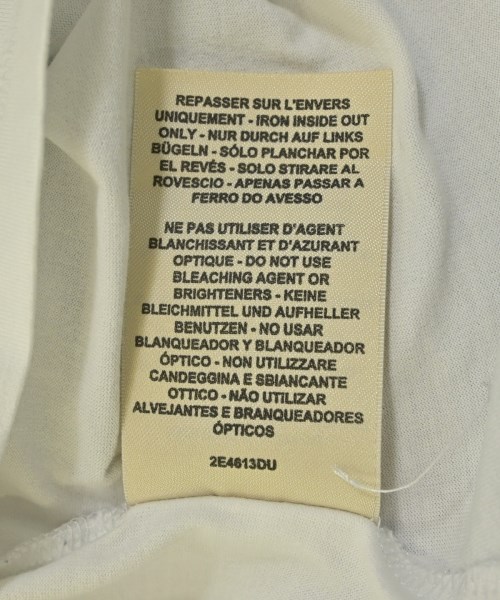 REPASSER SUR L'ENVERS
UNIQUEMENT - IRON INSIDE OUT
ONLY - NUR DURCH AUF LINKS
BÜGELN - SÓLO PLANCHAR POR
EL REVÉS - SOLO STIRARE AL
ROVESCIO - APENAS PASSAR A
FERRO DO AVESSO
NE PAS UTILISER D'AGENT
BLANCHISSANT ET D'AZURANT
OPTIQUE - DO NOT USE
BLEACHING AGENT OR
BRIGHTENERS - KEINE
BLEICHMITTEL UND AUFHELLER
BENUTZEN - NO USAR
BLANQUEADOR Y BLANQUEADOR
ÓPTICO - NON UTILIZZARE
CANDEGGINA E SBIANCANTE
OTTICO - NÃO UTILIZAR
ALVEJANTES E BRANQUEADORES
ÓPTICOS
2E4613DU